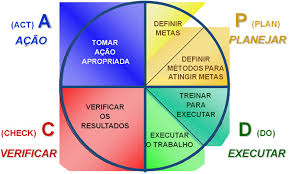 (ACT) A
AÇÃO
TOMAR
AÇÃO
APROPRIADA
DEFINIR
METAS
DEFINIR
MÉTODOS PARA
ATINGIR METAS
P (PLAN)
PLANEJAR
(CHECK) C
VERIFICAR
VERIFICAR
OS
RESULTADOS
TREINAR
PARA
EXECUTAR
EXECUTAR
O TRABALHO
D (DO)
EXECUTAR